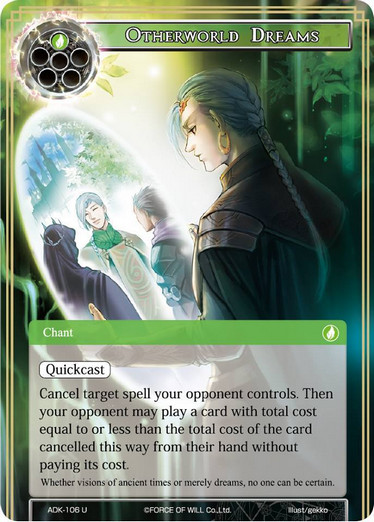 Otherworld Dreams
Chant
Quickcast
Cancel target spell your opponent controls. Then
your opponent may play a card with total cost
equal to or less than the total cost of the card
cancelled this way from their hand without
paying its cost.
Whether visions of ancient times or merely dreams, no one can be certain.
ADK-106 U ©FORCE OF WILL Co.,Ltd. Illust/gekko